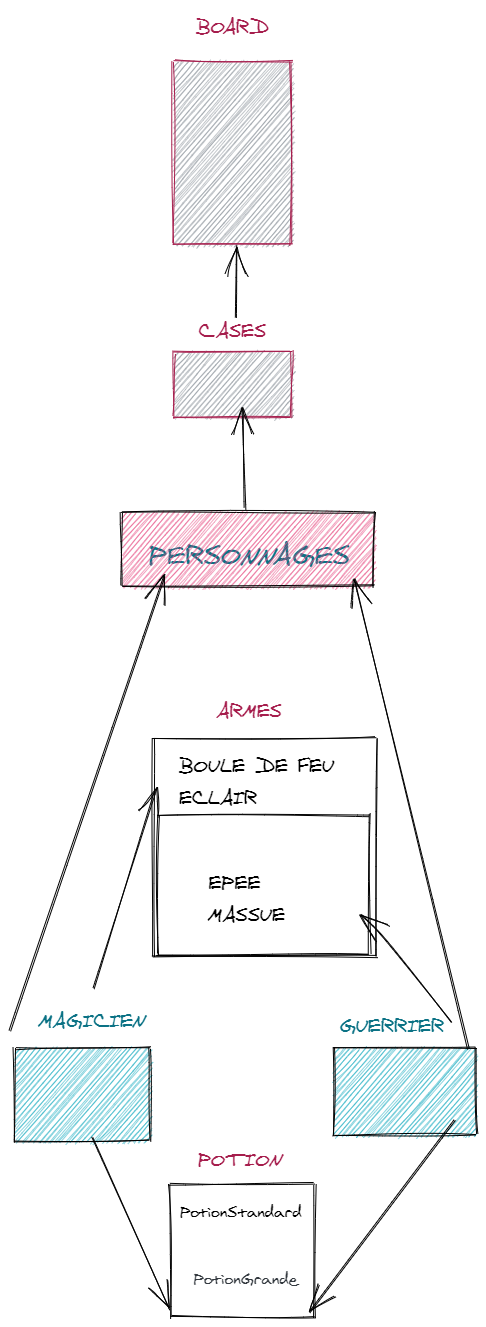 BOARD
CASES
PERSONNAGES
ARMES
BOULE DE FEU
ECLAIR
EPEE
MASSUE
MAGICIEN
GUERRIER
POTION
PotionStandard
PotionGrande